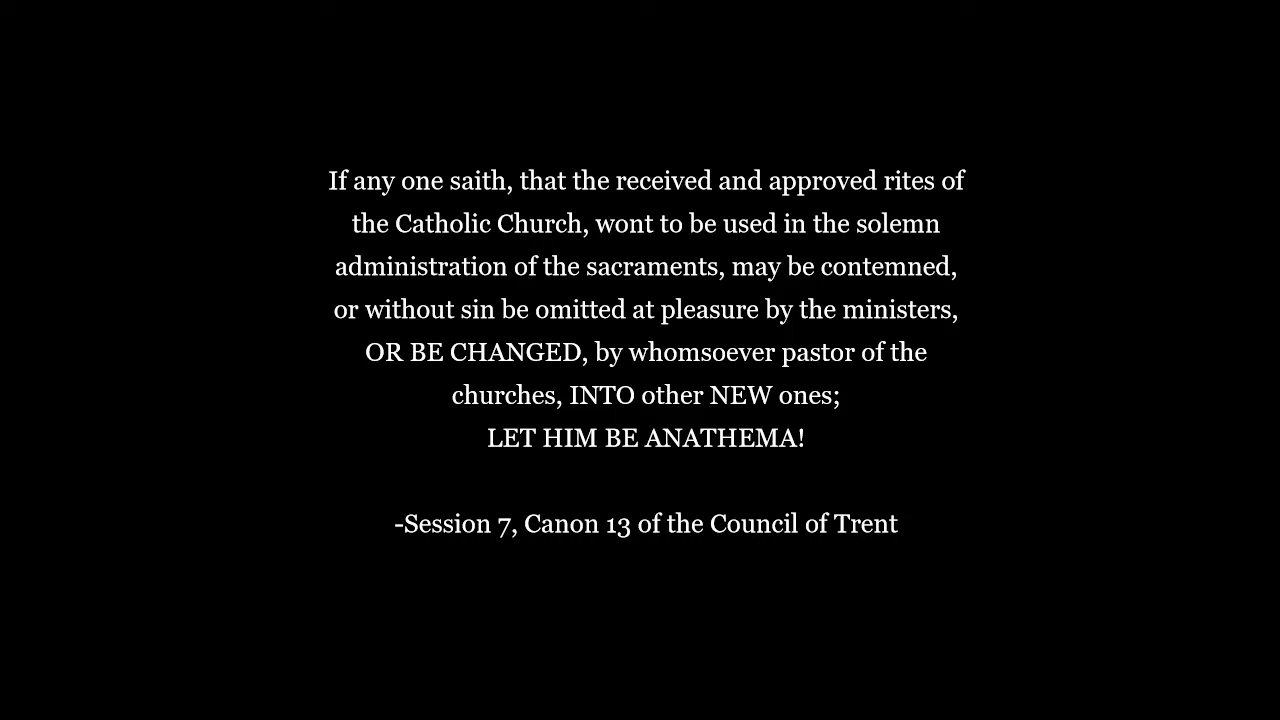 If any one saith, that the received and approved rites of
the Catholic Church, wont to be used in the solemn
administration of the sacraments, may be contemned,
or without sin be omitted at pleasure by the ministers,
OR BE CHANGED, by whomsoever pastor of the
churches, INTO other NEW ones;
LET HIM BE ANATHEMA!
-Session 7, Canon 13 of the Council of Trent